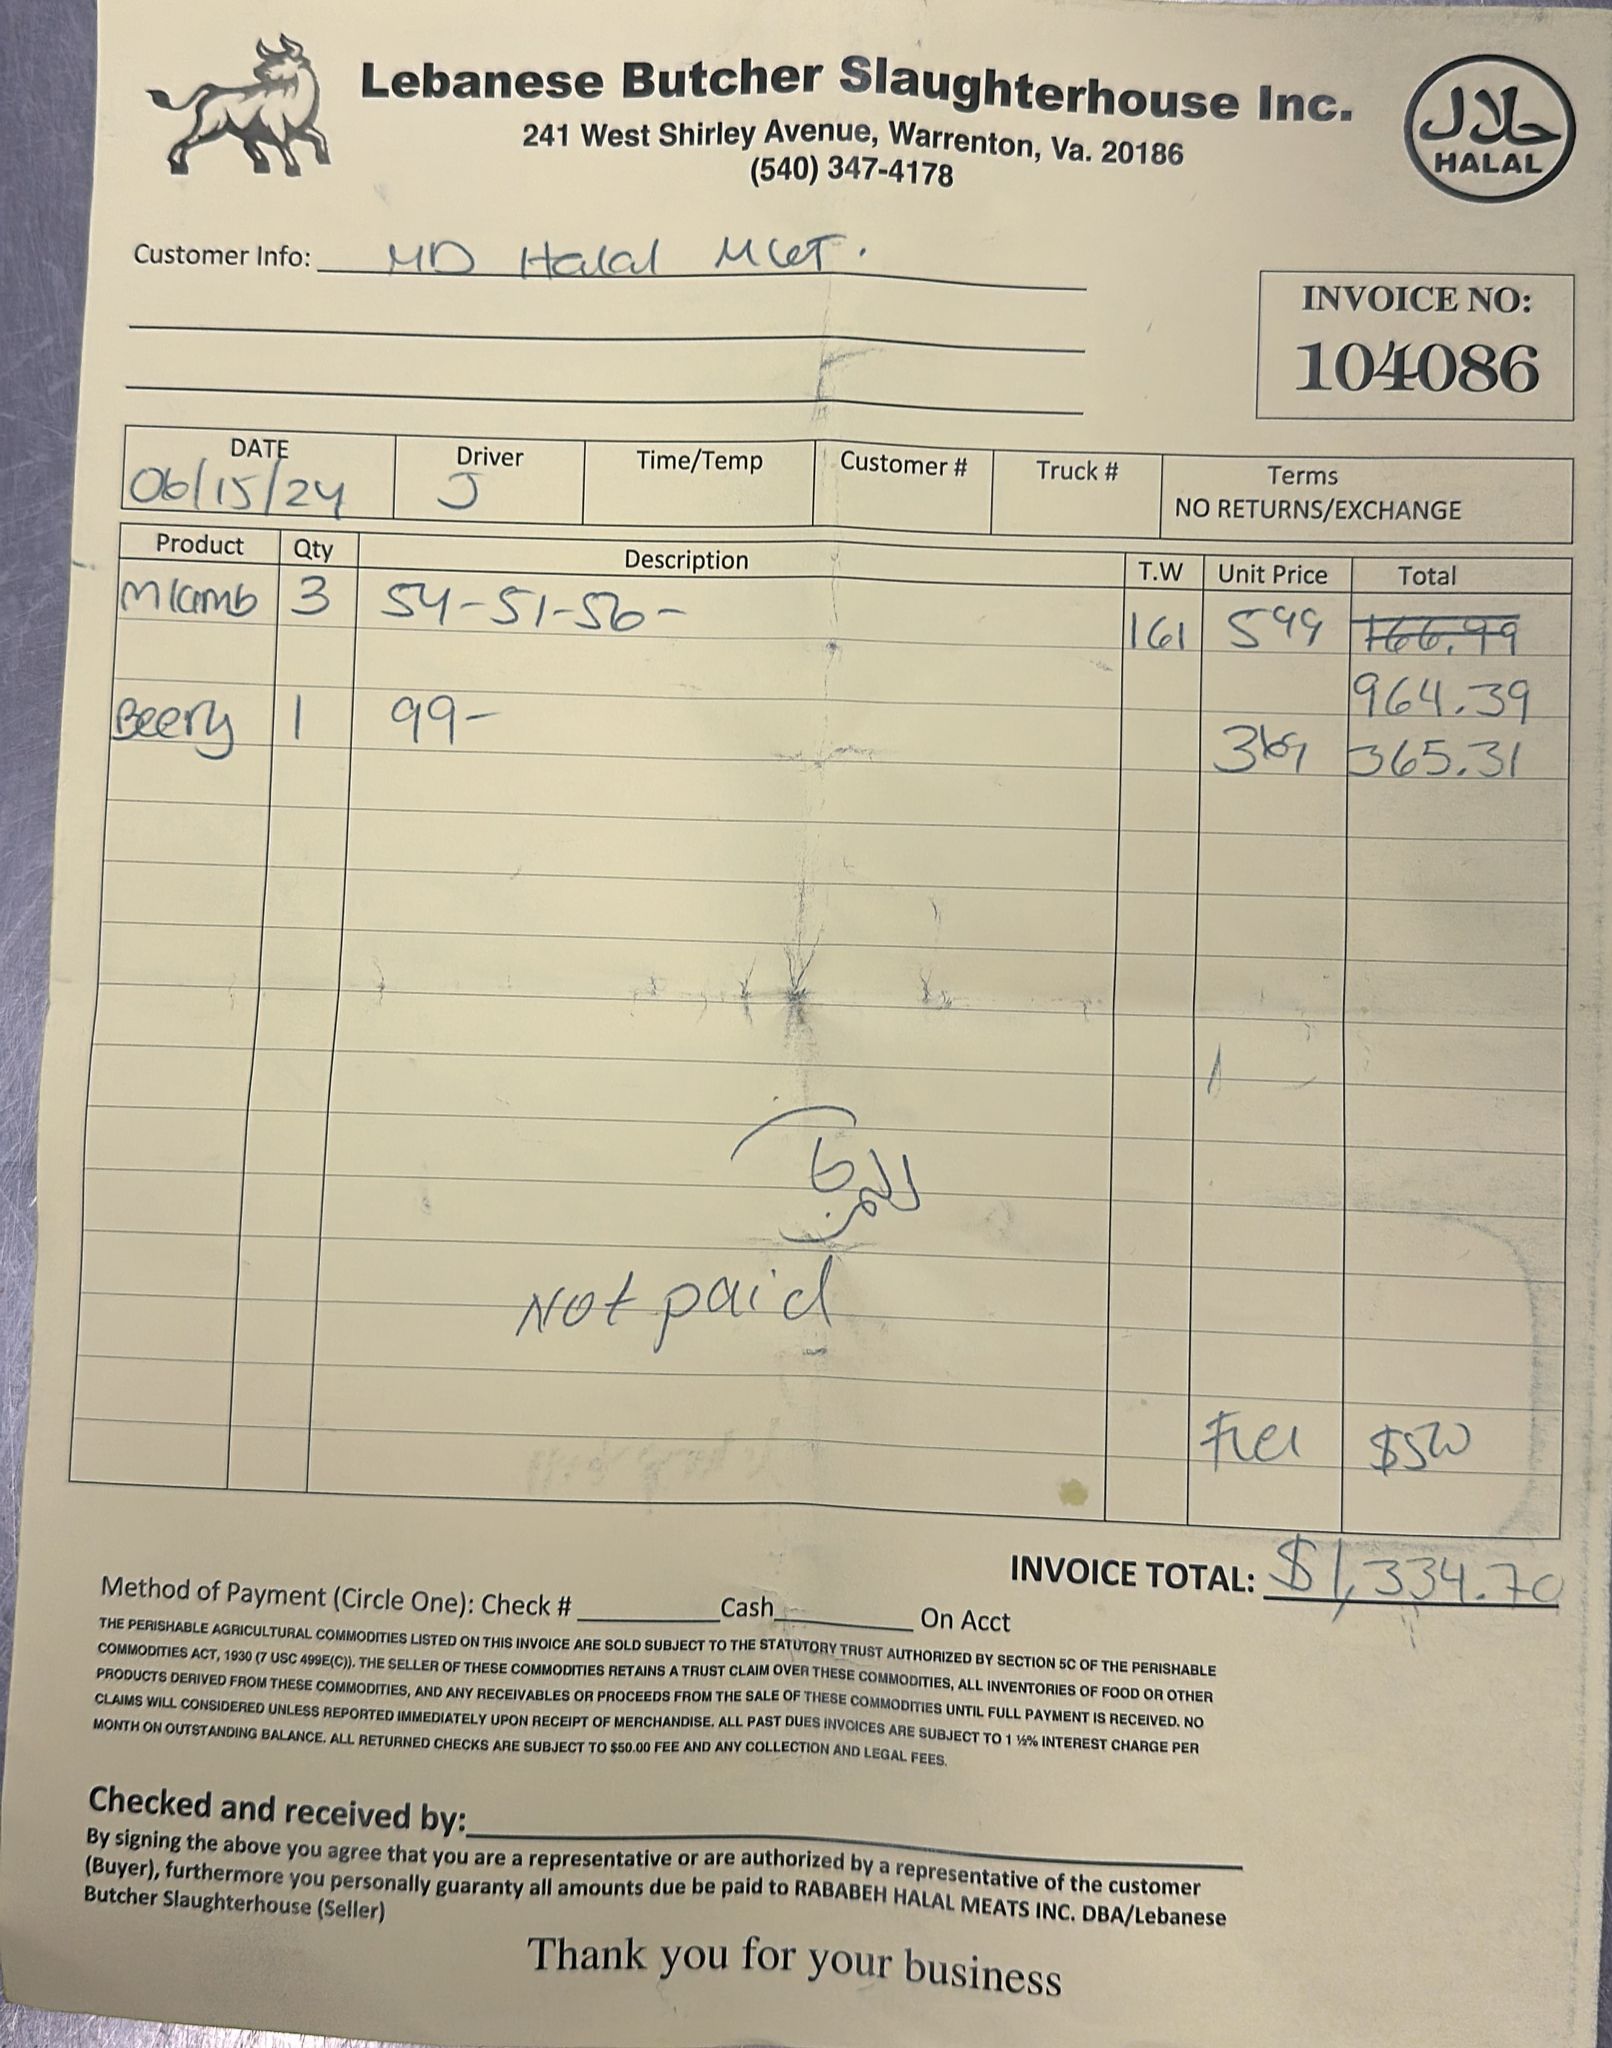 Lebanese Butcher Slaughterhouse Inc.
241 West Shirley Avenue, Warrenton, Va. 20186
(540) 347-4178
حلال
HALAL
Customer Info: MD Halal MKT.
INVOICE NO:
104086
DATE Driver Time/Temp Customer # Truck # Terms
06/15/24 J NO RETURNS/EXCHANGE
Product Qty Description T.W Unit Price Total
Mlamb 3 54-51-56- 161 5 99 166.99
964.39
1 99- 3 69 365.31
Not paid
Fuel $5 00
INVOICE TOTAL: $1,334.70
Method of Payment (Circle One): Check # Cash On Acct
THE PERISHABLE AGRICULTURAL COMMODITIES LISTED ON THIS INVOICE ARE SOLD SUBJECT TO THE STATUTORY TRUST AUTHORIZED BY SECTION 5C OF THE PERISHABLE
COMMODITIES ACT, 1930 (7 USC 499E(C)). THE SELLER OF THESE COMMODITIES RETAINS A TRUST CLAIM OVER THESE COMMODITIES, ALL INVENTORIES OF FOOD OR OTHER
PRODUCTS DERIVED FROM THESE COMMODITIES, AND ANY RECEIVABLES OR PROCEEDS FROM THE SALE OF THESE COMMODITIES UNTIL FULL PAYMENT IS RECEIVED. NO
CLAIMS WILL CONSIDERED UNLESS REPORTED IMMEDIATELY UPON RECEIPT OF MERCHANDISE. ALL PAST DUES INVOICES ARE SUBJECT TO 1 ½% INTEREST CHARGE PER
MONTH ON OUTSTANDING BALANCE. ALL RETURNED CHECKS ARE SUBJECT TO $50.00 FEE AND ANY COLLECTION AND LEGAL FEES.
Checked and received by:
By signing the above you agree that you are a representative or are authorized by a representative of the customer
(Buyer), furthermore you personally guaranty all amounts due be paid to RABABEH HALAL MEATS INC. DBA/Lebanese
Butcher Slaughterhouse (Seller)
Thank you for your business